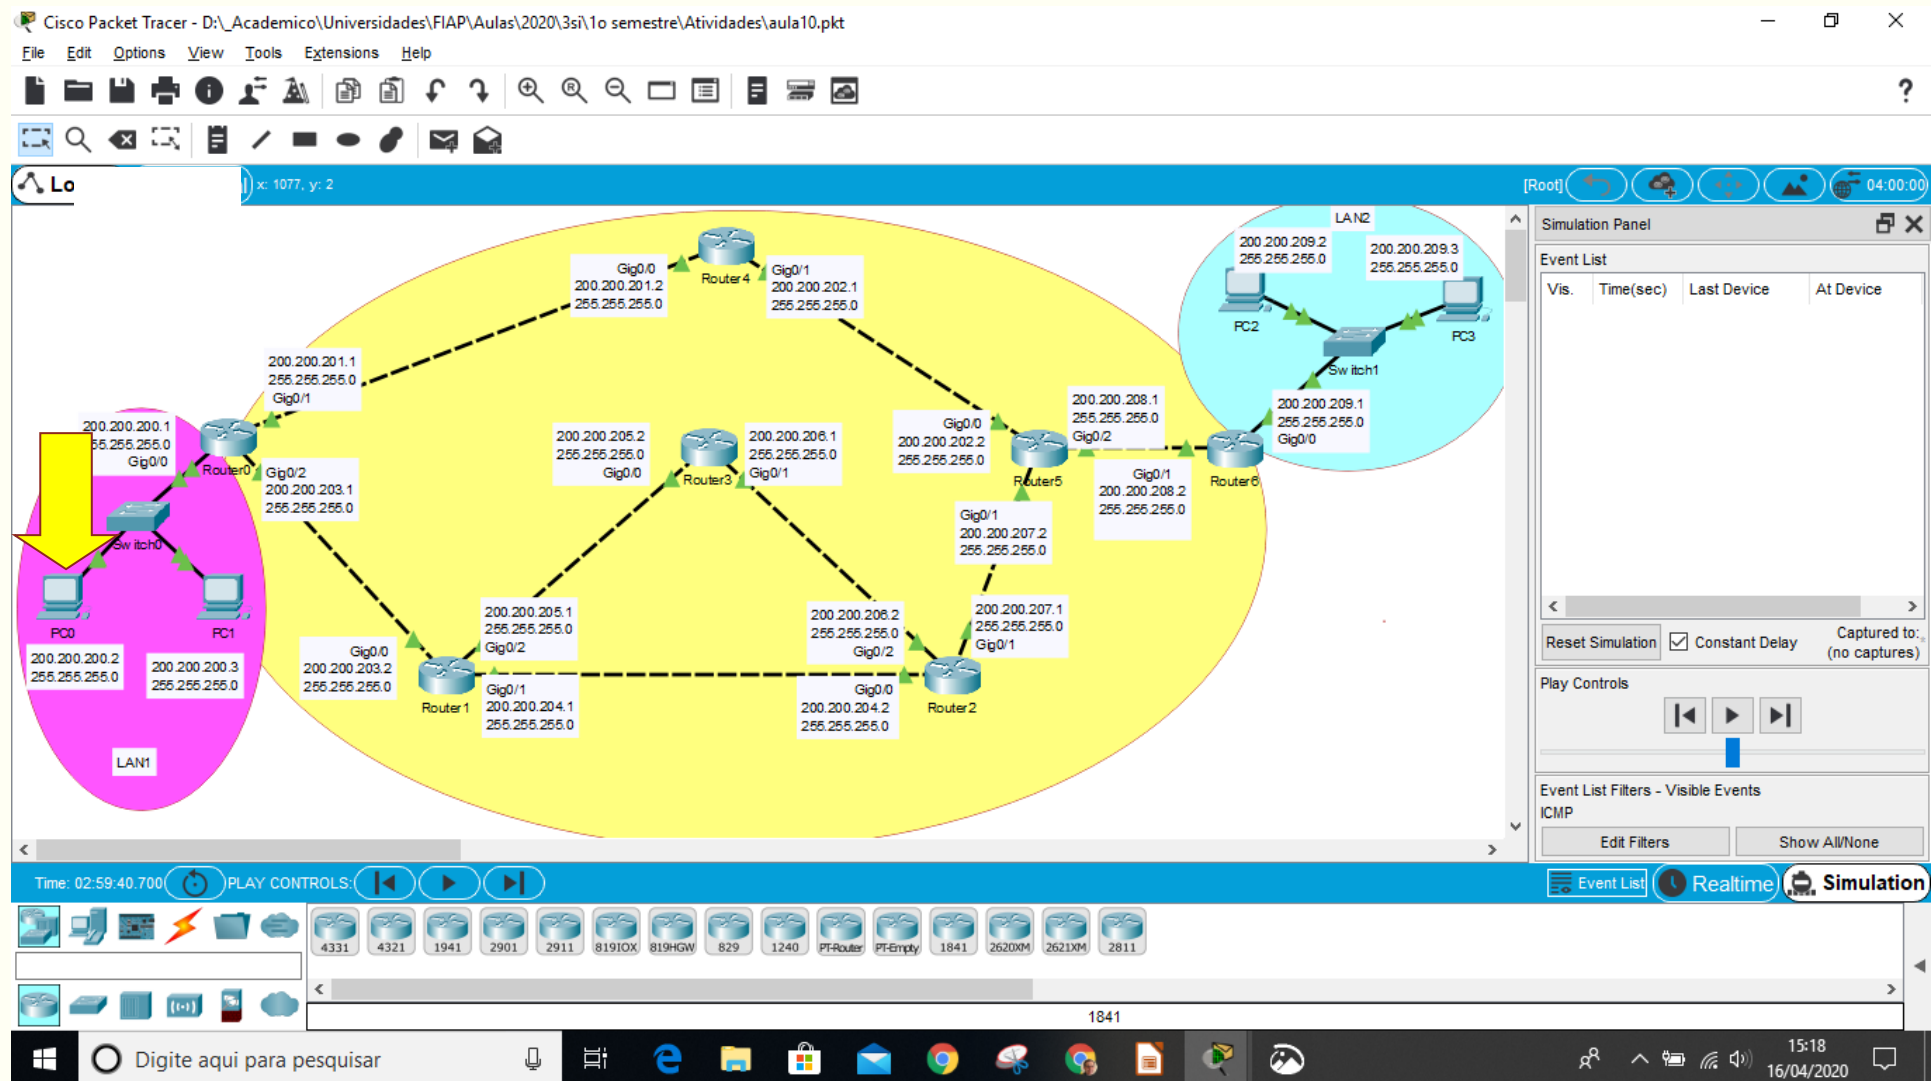 Cisco Packet Tracer - D:\_Academico\Universidades\FIAP\Aulas\2020\3si\1o semestre\Atividades\aula10.pkt
File Edit Options View Tools Extensions Help
?
Lo
x: 1077, y: 2
[Root]
04:00:00
LAN2
200.200.209.2
255.255.255.0
200.200.209.3
255.255.255.0
PC2
PC3
Switch1
Gig0/0
200.200.201.2
255.255.255.0
Router4
Gig0/1
200.200.202.1
255.255.255.0
200.200.201.1
255.255.255.0
Gig0/1
200.200.208.1
255.255.255.0
Gig0/2
200.200.209.1
255.255.255.0
Gig0/0
200.200.200.1
255.255.255.0
Gig0/0
Router0
Gig0/2
200.200.203.1
255.255.255.0
200.200.205.2
255.255.255.0
Gig0/0
Router3
200.200.206.1
255.255.255.0
Gig0/1
Gig0/0
200.200.202.2
255.255.255.0
Router5
Gig0/1
200.200.208.2
255.255.255.0
Router6
Gig0/1
200.200.207.2
255.255.255.0
Switch0
PC0
PC1
200.200.200.2
255.255.255.0
200.200.200.3
255.255.255.0
LAN1
Gig0/0
200.200.203.2
255.255.255.0
200.200.205.1
255.255.255.0
Gig0/2
Router1
Gig0/1
200.200.204.1
255.255.255.0
200.200.206.2
255.255.255.0
Gig0/2
200.200.207.1
255.255.255.0
Gig0/1
Gig0/0
200.200.204.2
255.255.255.0
Router2
Simulation Panel
Event List
Vis. Time(sec) Last Device At Device
Reset Simulation Constant Delay
Captured to:
(no captures)
Play Controls
Event List Filters - Visible Events
ICMP
Edit Filters Show All/None
Time: 02:59:40.700 PLAY CONTROLS: Event List Realtime Simulation
4331 4321 1941 2901 2911 819IOX 819HGW 829 1240 PT-Router PT-Empty 1841 2620XM 2621XM 2811
1841
Digite aqui para pesquisar
15:18
16/04/2020